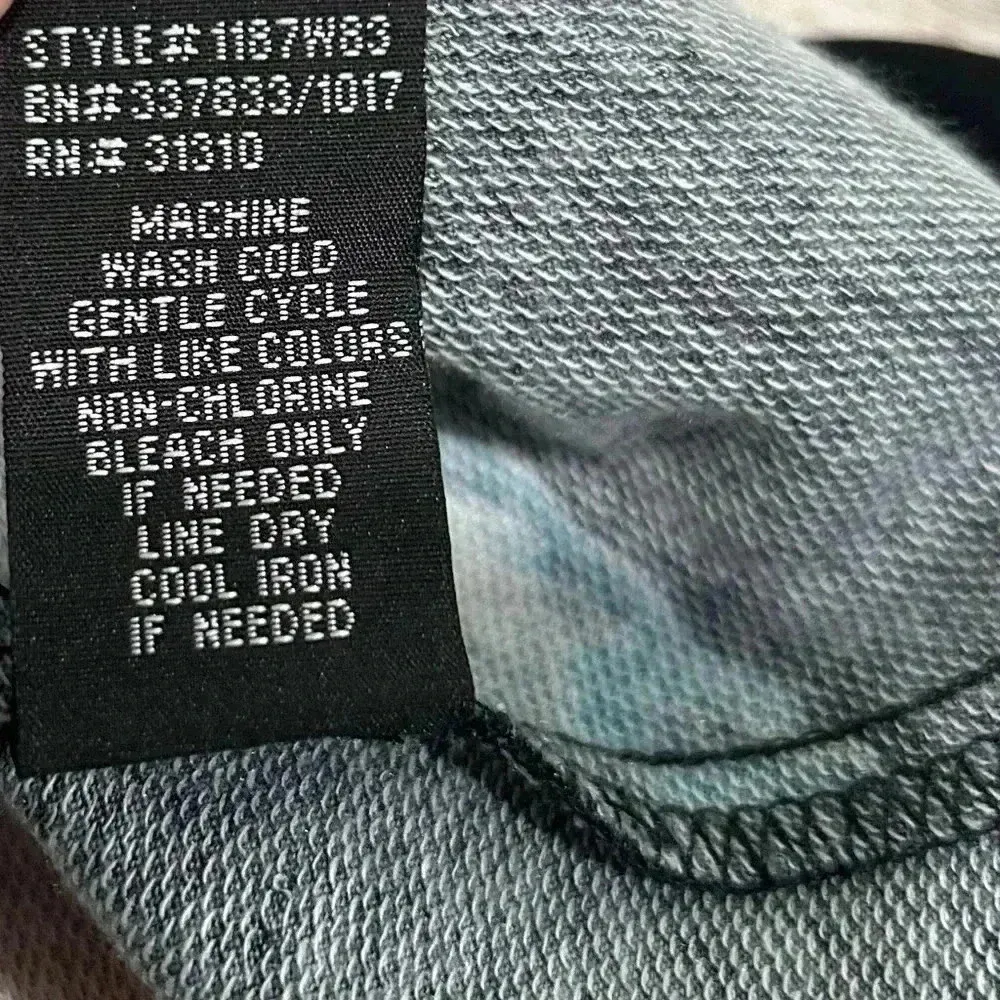 STYLE# 1187W83
BN#337833/1017
RN# 31310
MACHINE
WASH COLD
GENTLE CYCLE
WITH LIKE COLORS
NON-CHLORINE
BLEACH ONLY
IF NEEDED
LINE DRY
COOL IRON
IF NEEDED